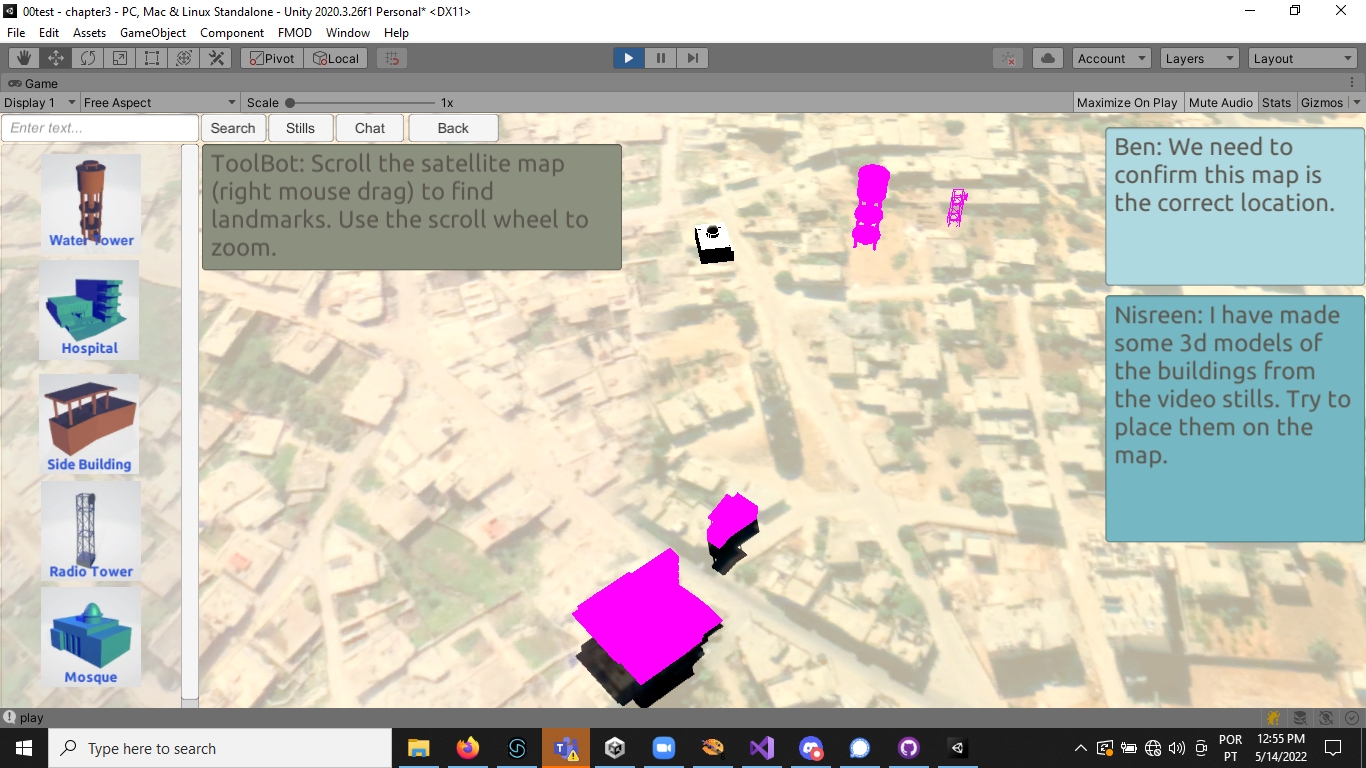 00test - chapter3 - PC, Mac & Linux Standalone - Unity 2020.3.26f1 Personal* <DX11>
File Edit Assets GameObject Component FMOD Window Help
Pivot Local Account Layers Layout
Game
Display 1 Free Aspect Scale 1x Maximize On Play Mute Audio Stats Gizmos
Enter text... Search Stills Chat Back
ToolBot: Scroll the satellite map
(right mouse drag) to find
landmarks. Use the scroll wheel to
zoom.
Ben: We need to
confirm this map is
the correct location.
Nisreen: I have made
some 3d models of
the buildings from
the video stills. Try to
place them on the
map.
Water Tower
Hospital
Side Building
Radio Tower
Mosque
play
Type here to search
POR
PT
12:55 PM
5/14/2022